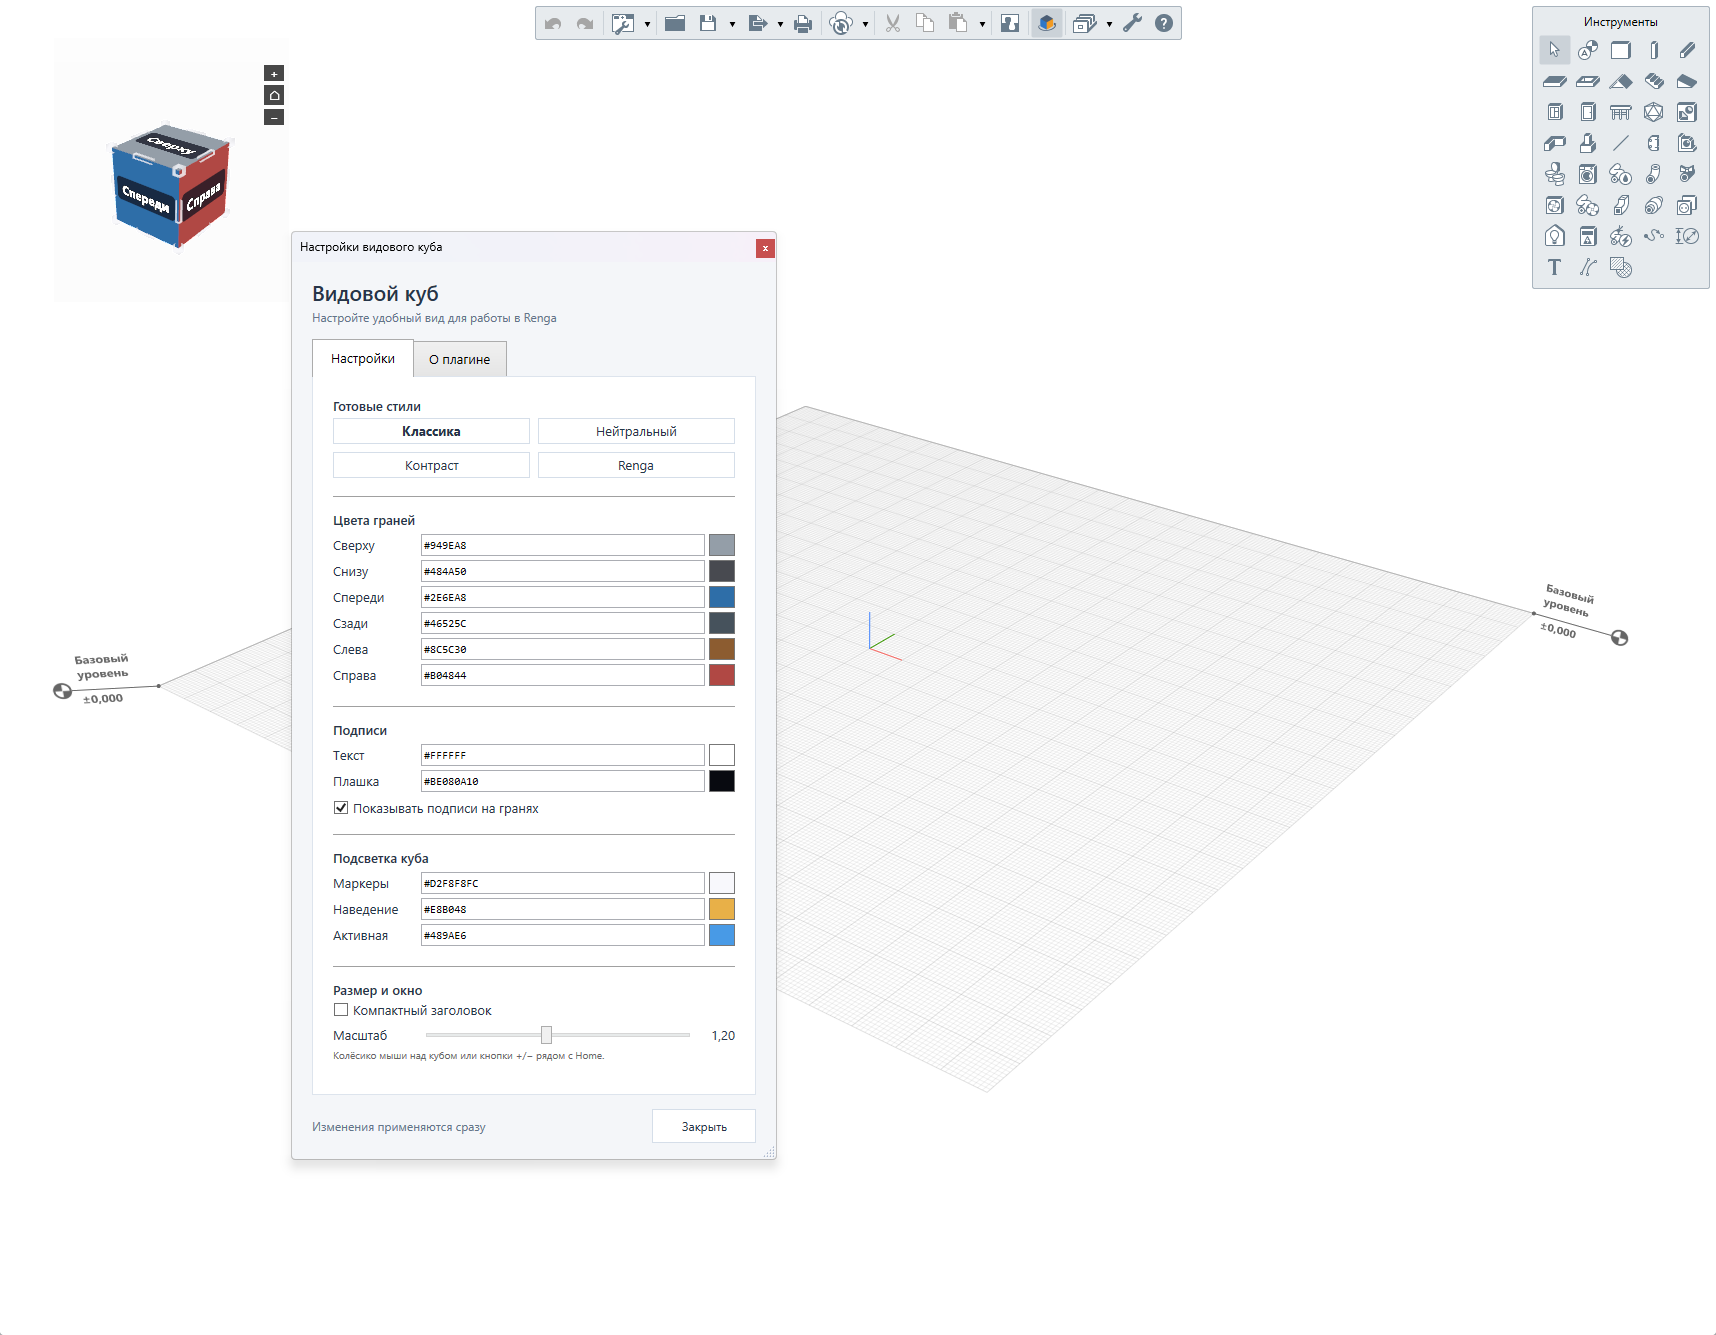 Инструменты
+
−
Сверху
Спереди
Справа
Настройки видового куба
x
Видовой куб
Настройте удобный вид для работы в Renga
Настройки
О плагине
Готовые стили
Классика
Нейтральный
Контраст
Renga
Цвета граней
Сверху
#949EA8
Снизу
#484A50
Спереди
#2E6EA8
Сзади
#46525C
Слева
#8C5C30
Справа
#B04844
Подписи
Текст
#FFFFFF
Плашка
#BE080A10
Показывать подписи на гранях
Подсветка куба
Маркеры
#D2F8F8FC
Наведение
#E8B048
Активная
#489AE6
Размер и окно
Компактный заголовок
Масштаб
1,20
Колёсико мыши над кубом или кнопки +/− рядом с Home.
Изменения применяются сразу
Закрыть
Базовый
уровень
±0,000
Базовый
уровень
±0,000